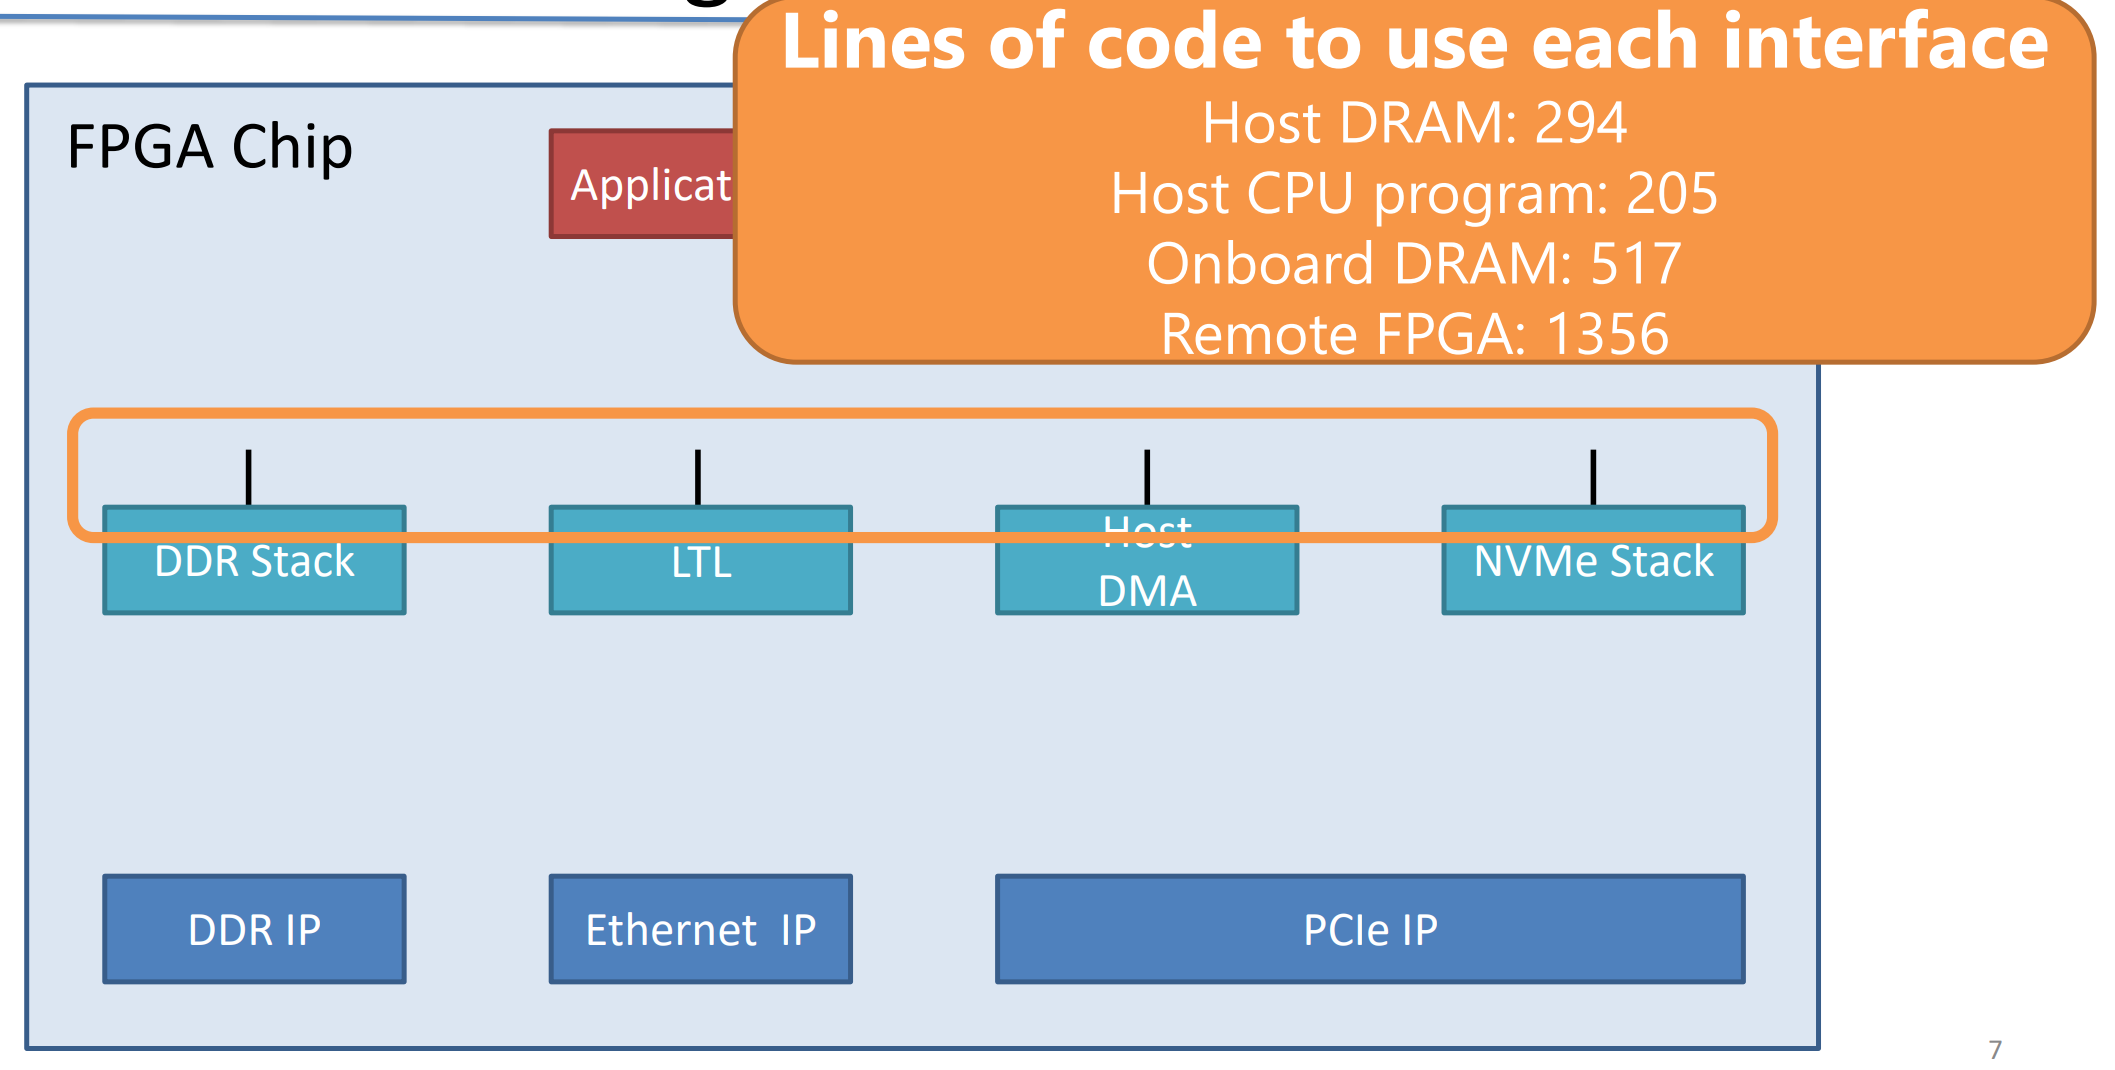 Lines of code to use each interface
Host DRAM: 294
Host CPU program: 205
Onboard DRAM: 517
Remote FPGA: 1356
FPGA Chip
Applicat
DDR Stack
LTL
Host
DMA
NVMe Stack
DDR IP
Ethernet IP
PCIe IP
7